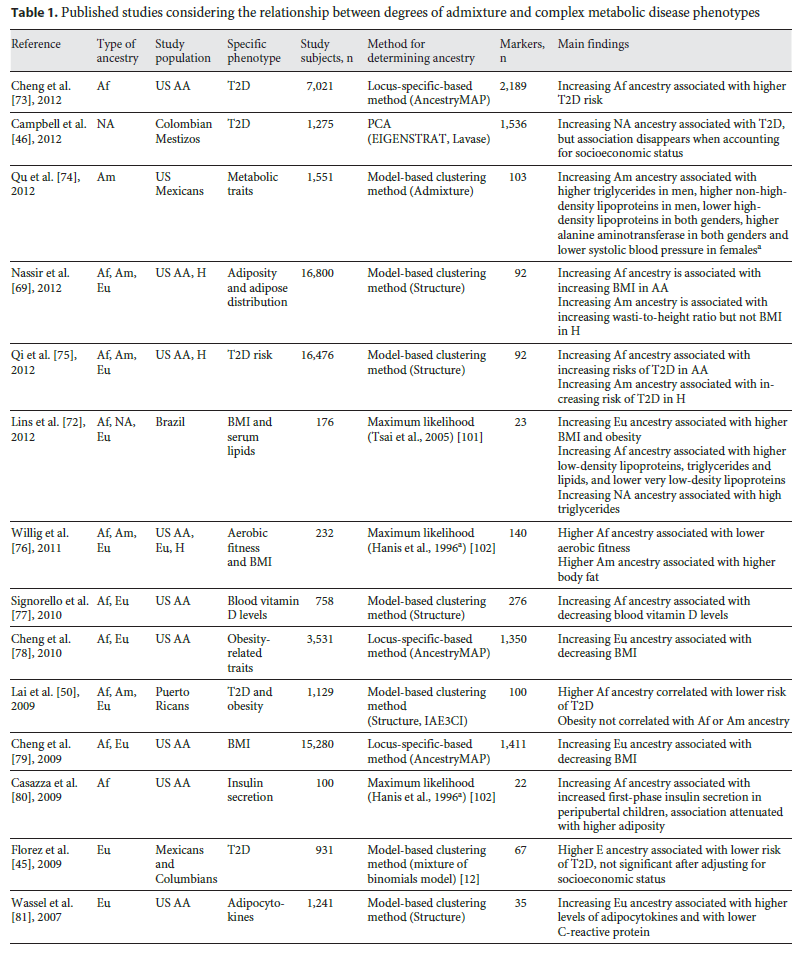 Table 1. Published studies considering the relationship between degrees of admixture and complex metabolic disease phenotypes
Reference Type of ancestry Study population Specific phenotype Study subjects, n Method for determining ancestry Markers, n Main findings
Cheng et al. Af US AA T2D 7,021 Locus-specific-based 2,189 Increasing Af ancestry associated with higher
[73], 2012 method (AncestryMAP) T2D risk
Campbell et al. NA Colombian T2D 1,275 PCA 1,536 Increasing NA ancestry associated with T2D,
[46], 2012 Mestizos (EIGENSTRAT, Lavase) but association disappears when accounting
for socioeconomic status
Qu et al. [74], Am US Metabolic 1,551 Model-based clustering 103 Increasing Am ancestry associated with
2012 Mexicans traits method (Admixture) higher triglycerides in men, higher non-high-
density lipoproteins in men, lower high-
density lipoproteins in both genders, higher
alanine aminotransferase in both genders and
lower systolic blood pressure in femalesa
Nassir et al. Af, Am, US AA, H Adiposity 16,800 Model-based clustering 92 Increasing Af ancestry is associated with
[69], 2012 Eu and adipose method (Structure) increasing BMI in AA
distribution Increasing Am ancestry is associated with
increasing wasti-to-height ratio but not BMI
in H
Qi et al. [75], Af, Am, US AA, H T2D risk 16,476 Model-based clustering 92 Increasing Af ancestry associated with
2012 Eu method (Structure) increasing risks of T2D in AA
Increasing Am ancestry associated with in-
creasing risk of T2D in H
Lins et al. [72], Af, NA, Brazil BMI and 176 Maximum likelihood 23 Increasing Eu ancestry associated with higher
2012 Eu serum (Tsai et al., 2005) [101] BMI and obesity
lipids Increasing Af ancestry associated with higher
low-density lipoproteins, triglycerides and
lipids, and lower very low-desity lipoproteins
Increasing NA ancestry associated with high
triglycerides
Willig et al. Af, Am, US AA, Aerobic 232 Maximum likelihood 140 Higher Af ancestry associated with lower
[76], 2011 Eu Eu, H fitness (Hanis et al., 1996a) [102] aerobic fitness
and BMI Higher Am ancestry associated with higher
body fat
Signorello et al. Af, Eu US AA Blood vitamin 758 Model-based clustering 276 Increasing Af ancestry associated with
[77], 2010 D levels method (Structure) decreasing blood vitamin D levels
Cheng et al. Af, Eu US AA Obesity- 3,531 Locus-specific-based 1,350 Increasing Eu ancestry associated with
[78], 2010 related method (AncestryMAP) decreasing BMI
traits
Lai et al. [50], Af, Am, Puerto T2D and 1,129 Model-based clustering 100 Higher Af ancestry correlated with lower risk
2009 Eu Ricans obesity method of T2D
(Structure, IAE3CI) Obesity not correlated with Af or Am ancestry
Cheng et al. Af, Eu US AA BMI 15,280 Locus-specific-based 1,411 Increasing Eu ancestry associated with
[79], 2009 method (AncestryMAP) decreasing BMI
Casazza et al. Af US AA Insulin 100 Maximum likelihood 22 Increasing Af ancestry associated with
[80], 2009 secretion (Hanis et al., 1996a) [102] increased first-phase insulin secretion in
peripubertal children, association attenuated
with higher adiposity
Florez et al. Eu Mexicans T2D 931 Model-based clustering 67 Higher E ancestry associated with lower risk
[45], 2009 and method (mixture of of T2D, not significant after adjusting for
Columbians binomials model) [12] socioeconomic status
Wassel et al. Eu US AA Adipocyto- 1,241 Model-based clustering 35 Increasing Eu ancestry associated with higher
[81], 2007 kines method (Structure) levels of adipocytokines and with lower
C-reactive protein